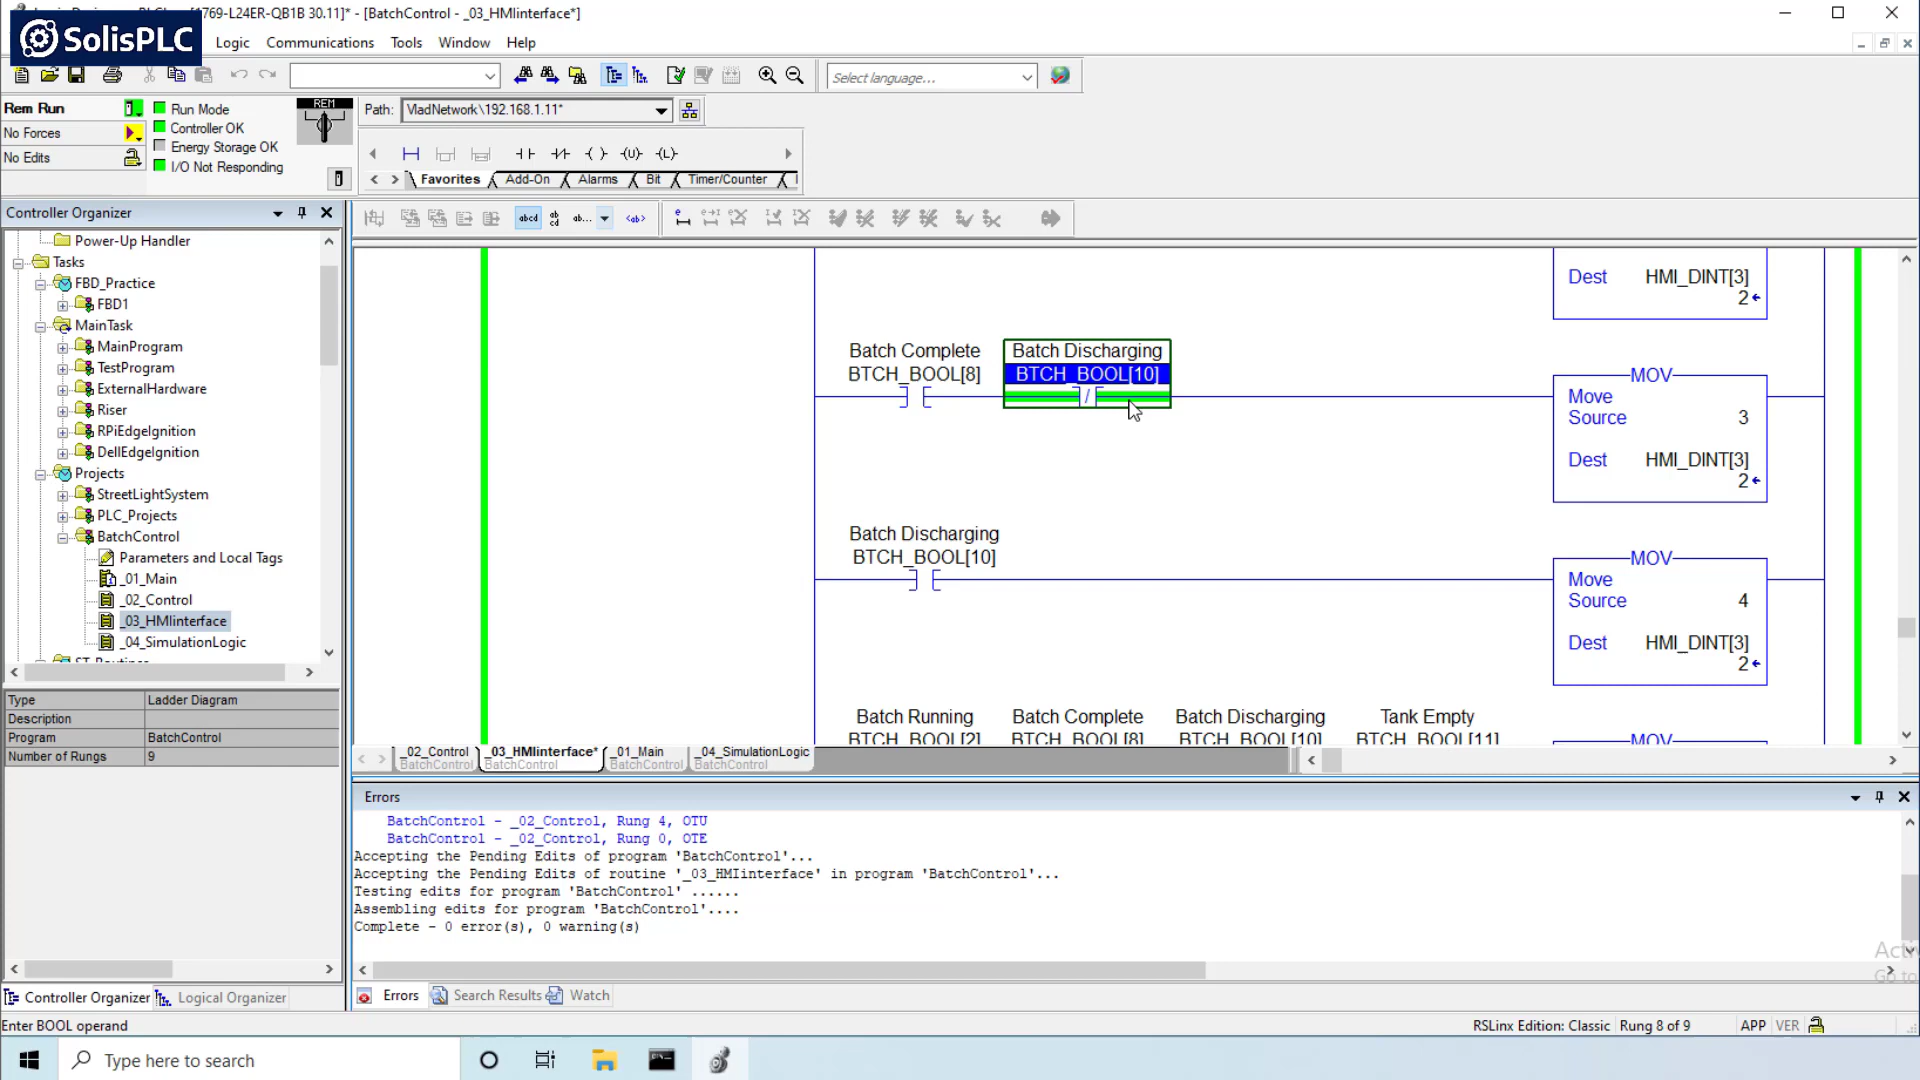 [1769-L24ER-QB1B 30.11]* - [BatchControl - _03_HMIinterface*]
SolisPLC
Logic Communications Tools Window Help
Select language...
Rem Run
No Forces
No Edits
Run Mode
Controller OK
Energy Storage OK
I/O Not Responding
REM
Path: VladNetwork\192.168.1.11*
Favorites Add-On Alarms Bit Timer/Counter
Controller Organizer
Power-Up Handler
Tasks
FBD_Practice
FBD1
MainTask
MainProgram
TestProgram
ExternalHardware
Riser
RPiEdgeIgnition
DellEdgeIgnition
Projects
StreetLightSystem
PLC_Projects
BatchControl
Parameters and Local Tags
_01_Main
_02_Control
_03_HMIinterface
_04_SimulationLogic
Type Ladder Diagram
Description
Program BatchControl
Number of Rungs 9
Controller Organizer Logical Organizer
Dest HMI_DINT[3]
2
Batch Complete
BTCH_BOOL[8]
Batch Discharging
BTCH_BOOL[10]
MOV
Move
Source 3
Dest HMI_DINT[3]
2
Batch Discharging
BTCH_BOOL[10]
MOV
Move
Source 4
Dest HMI_DINT[3]
2
Batch Running
BTCH_BOOL[2]
Batch Complete
BTCH_BOOL[8]
Batch Discharging
BTCH_BOOL[10]
Tank Empty
BTCH_BOOL[11]
MOV
_02_Control
BatchControl
_03_HMIinterface*
BatchControl
_01_Main
BatchControl
_04_SimulationLogic
BatchControl
Errors
BatchControl - _02_Control, Rung 4, OTU
BatchControl - _02_Control, Rung 0, OTE
Accepting the Pending Edits of program 'BatchControl'...
Accepting the Pending Edits of routine '_03_HMIinterface' in program 'BatchControl'...
Testing edits for program 'BatchControl' ......
Assembling edits for program 'BatchControl'....
Complete - 0 error(s), 0 warning(s)
Errors Search Results Watch
Enter BOOL operand
RSLinx Edition: Classic Rung 8 of 9 APP VER
Type here to search